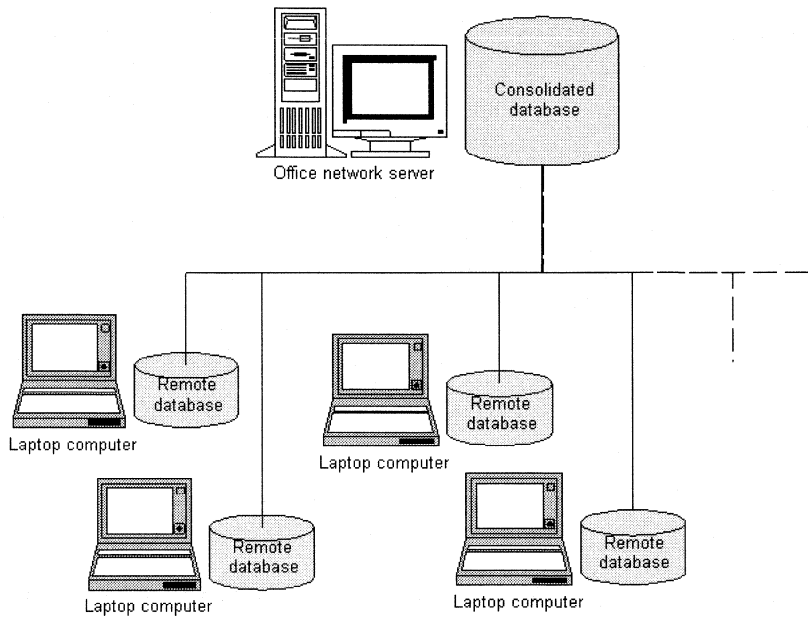 Consolidated
database
Office network server
Remote
database
Laptop computer
Remote
database
Laptop computer
Remote
database
Laptop computer
Remote
database
Laptop computer